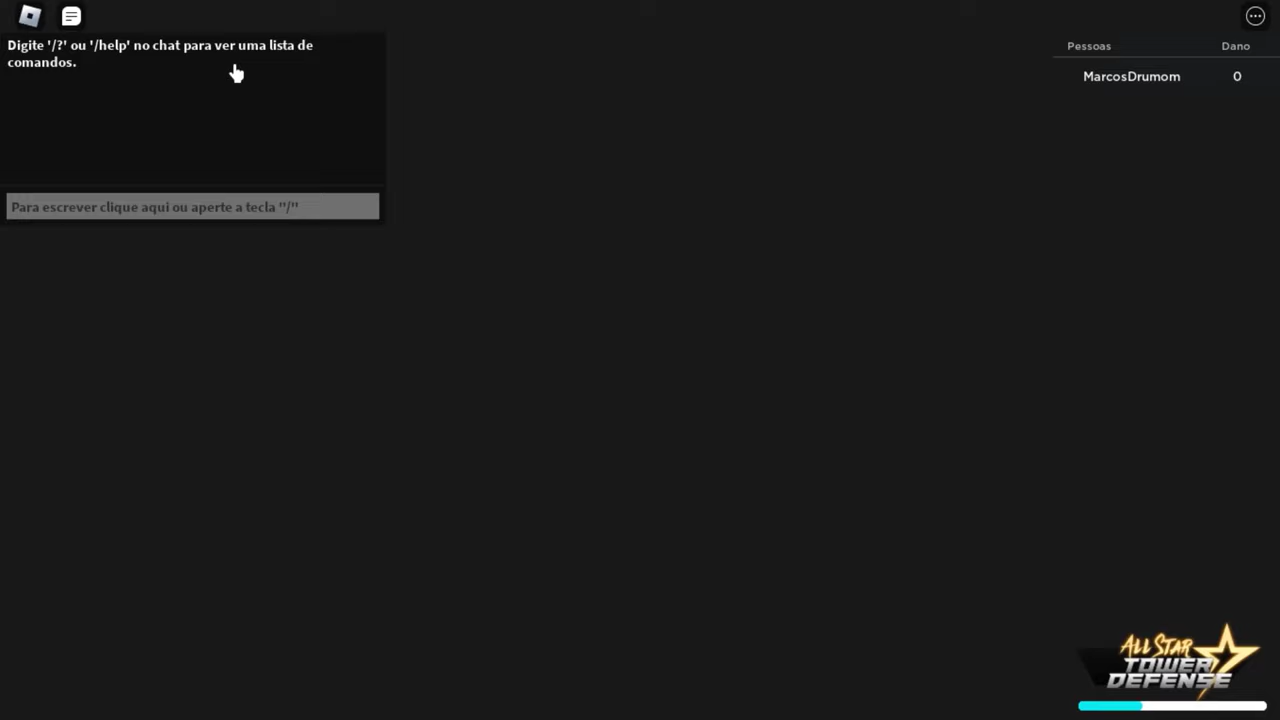 Digite '/?' ou '/help' no chat para ver uma lista de
comandos.
Para escrever clique aqui ou aperte a tecla "/"
Pessoas Dano
MarcosDrumom 0
ALL STAR
TOWER
DEFENSE